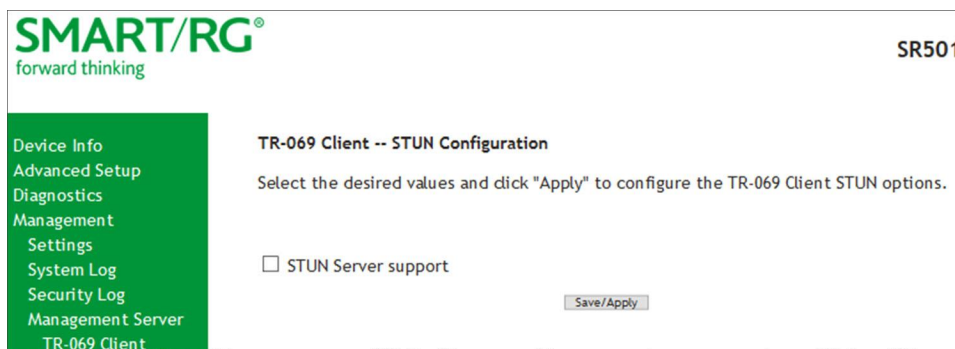 SMART/RG®
forward thinking
SR501
Device Info
Advanced Setup
Diagnostics
Management
Settings
System Log
Security Log
Management Server
TR-069 Client
TR-069 Client -- STUN Configuration
Select the desired values and click "Apply" to configure the TR-069 Client STUN options.
STUN Server support
Save/Apply